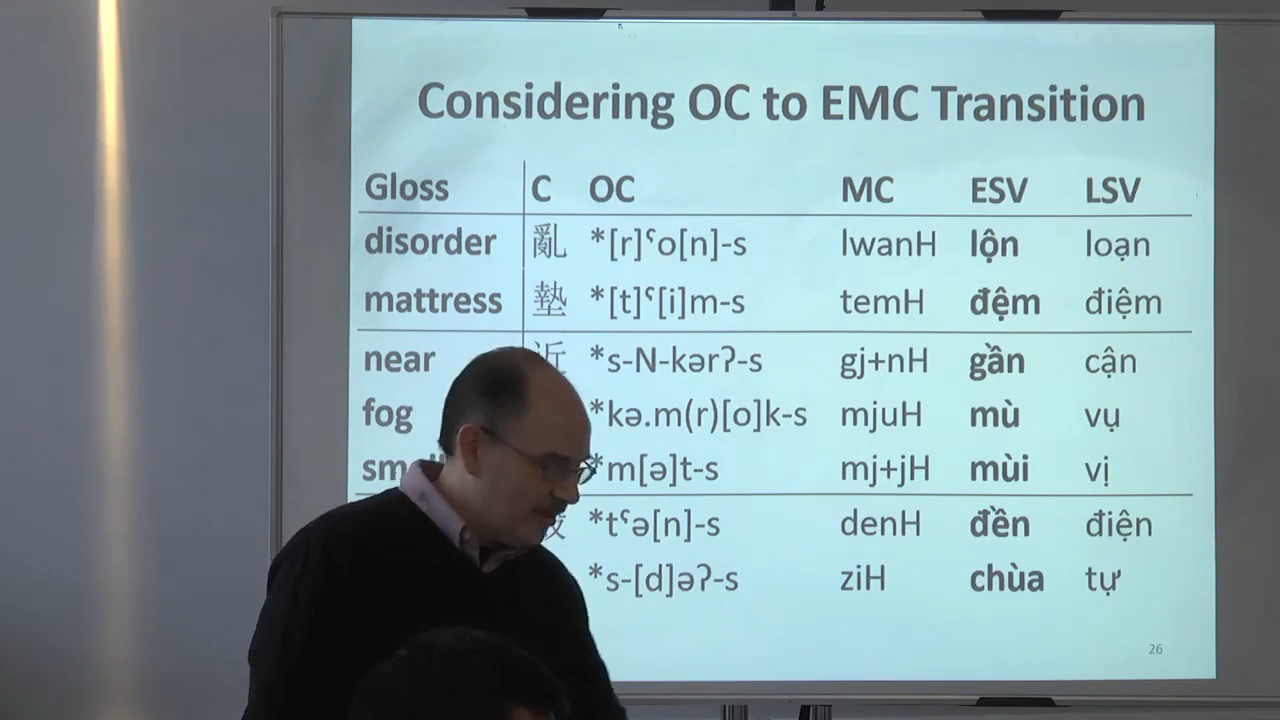 Considering OC to EMC Transition
Gloss C OC MC ESV LSV
disorder 亂 *[r]ˤo[n]-s lwanH lộn loạn
mattress 墊 *[t]ˤ[i]m-s temH đệm điệm
near 近 *s-N-kərʔ-s gj+nH gần cận
fog *kə.m(r)[o]k-s mjuH mù vụ
*m[ə]t-s mj+jH mùi vị
*tˤə[n]-s denH đền điện
*s-[d]əʔ-s ziH chùa tự
26